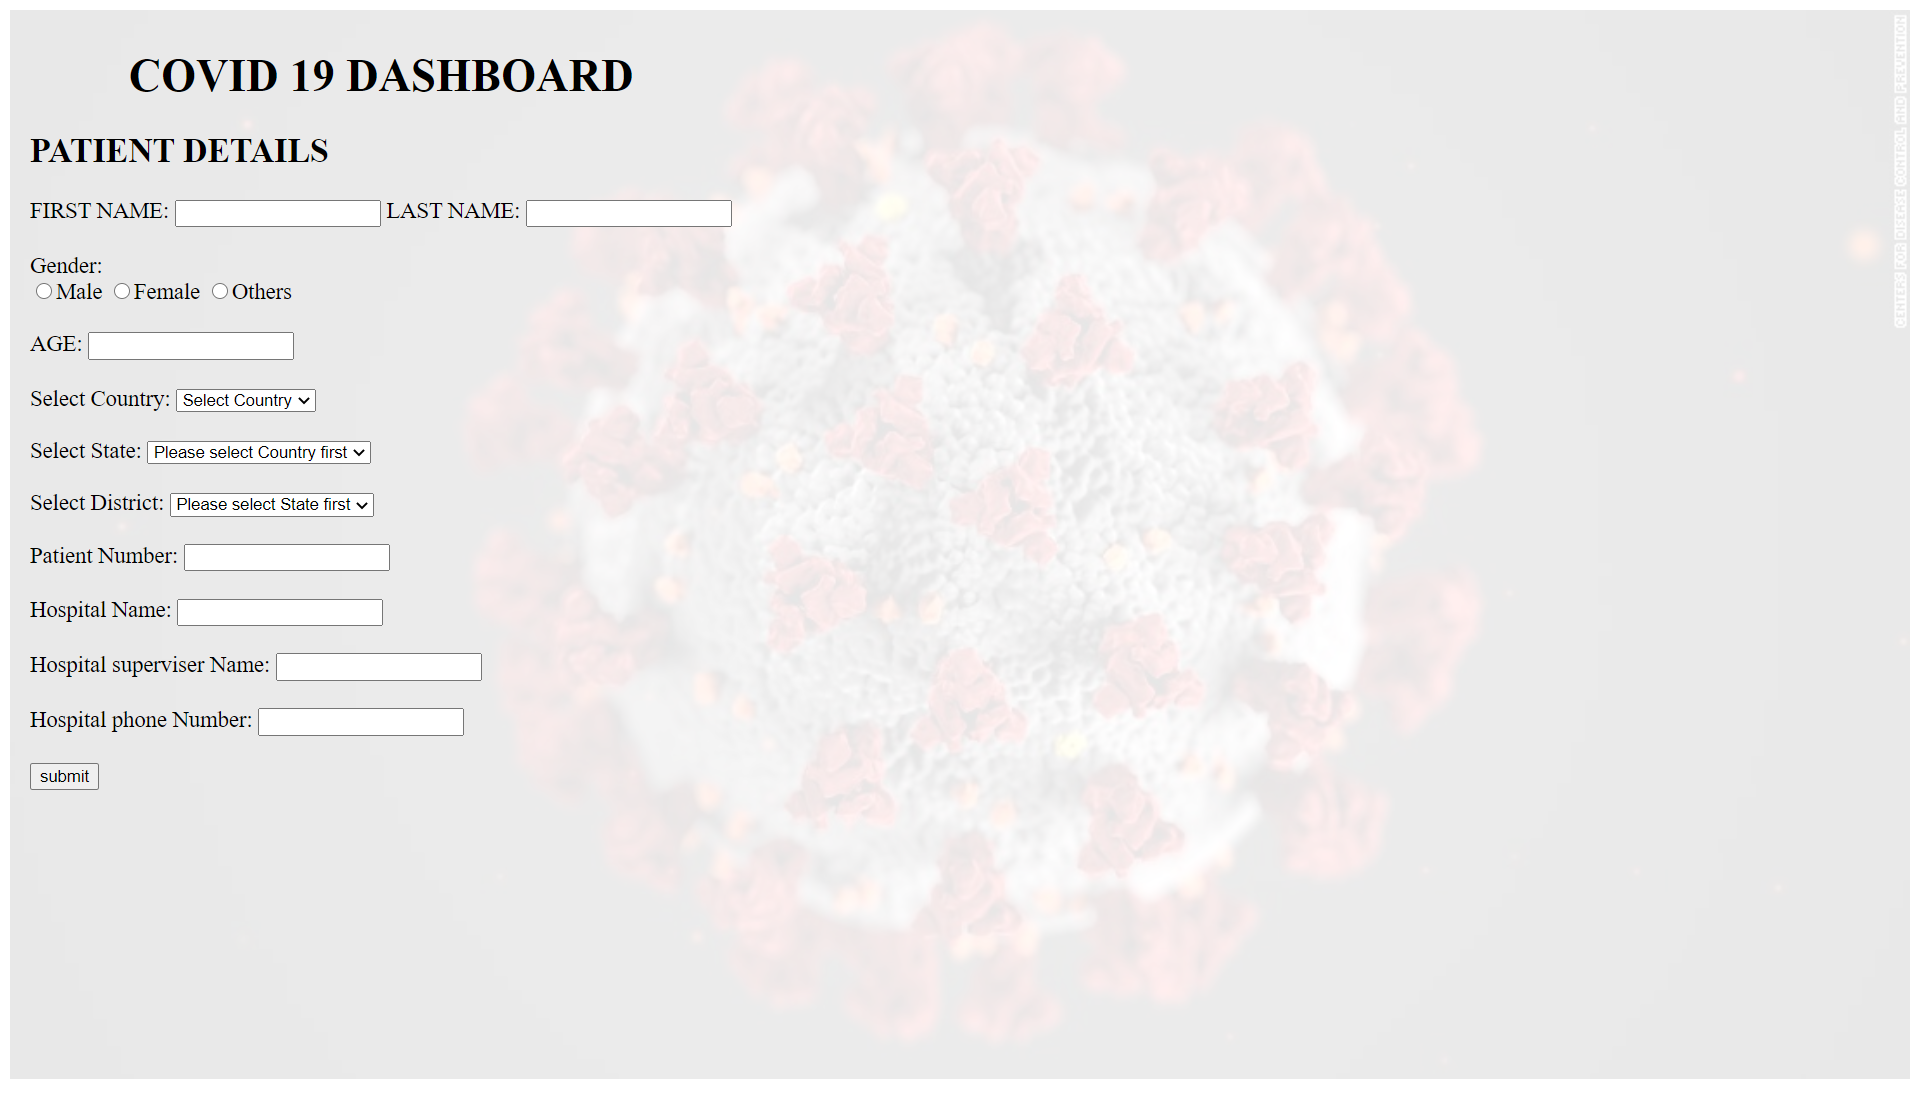 COVID 19 DASHBOARD
PATIENT DETAILS
FIRST NAME: LAST NAME:
Gender:
Male Female Others
AGE:
Select Country: Select Country
Select State: Please select Country first
Select District: Please select State first
Patient Number:
Hospital Name:
Hospital superviser Name:
Hospital phone Number:
submit
CENTERS FOR DISEASE CONTROL AND PREVENTION